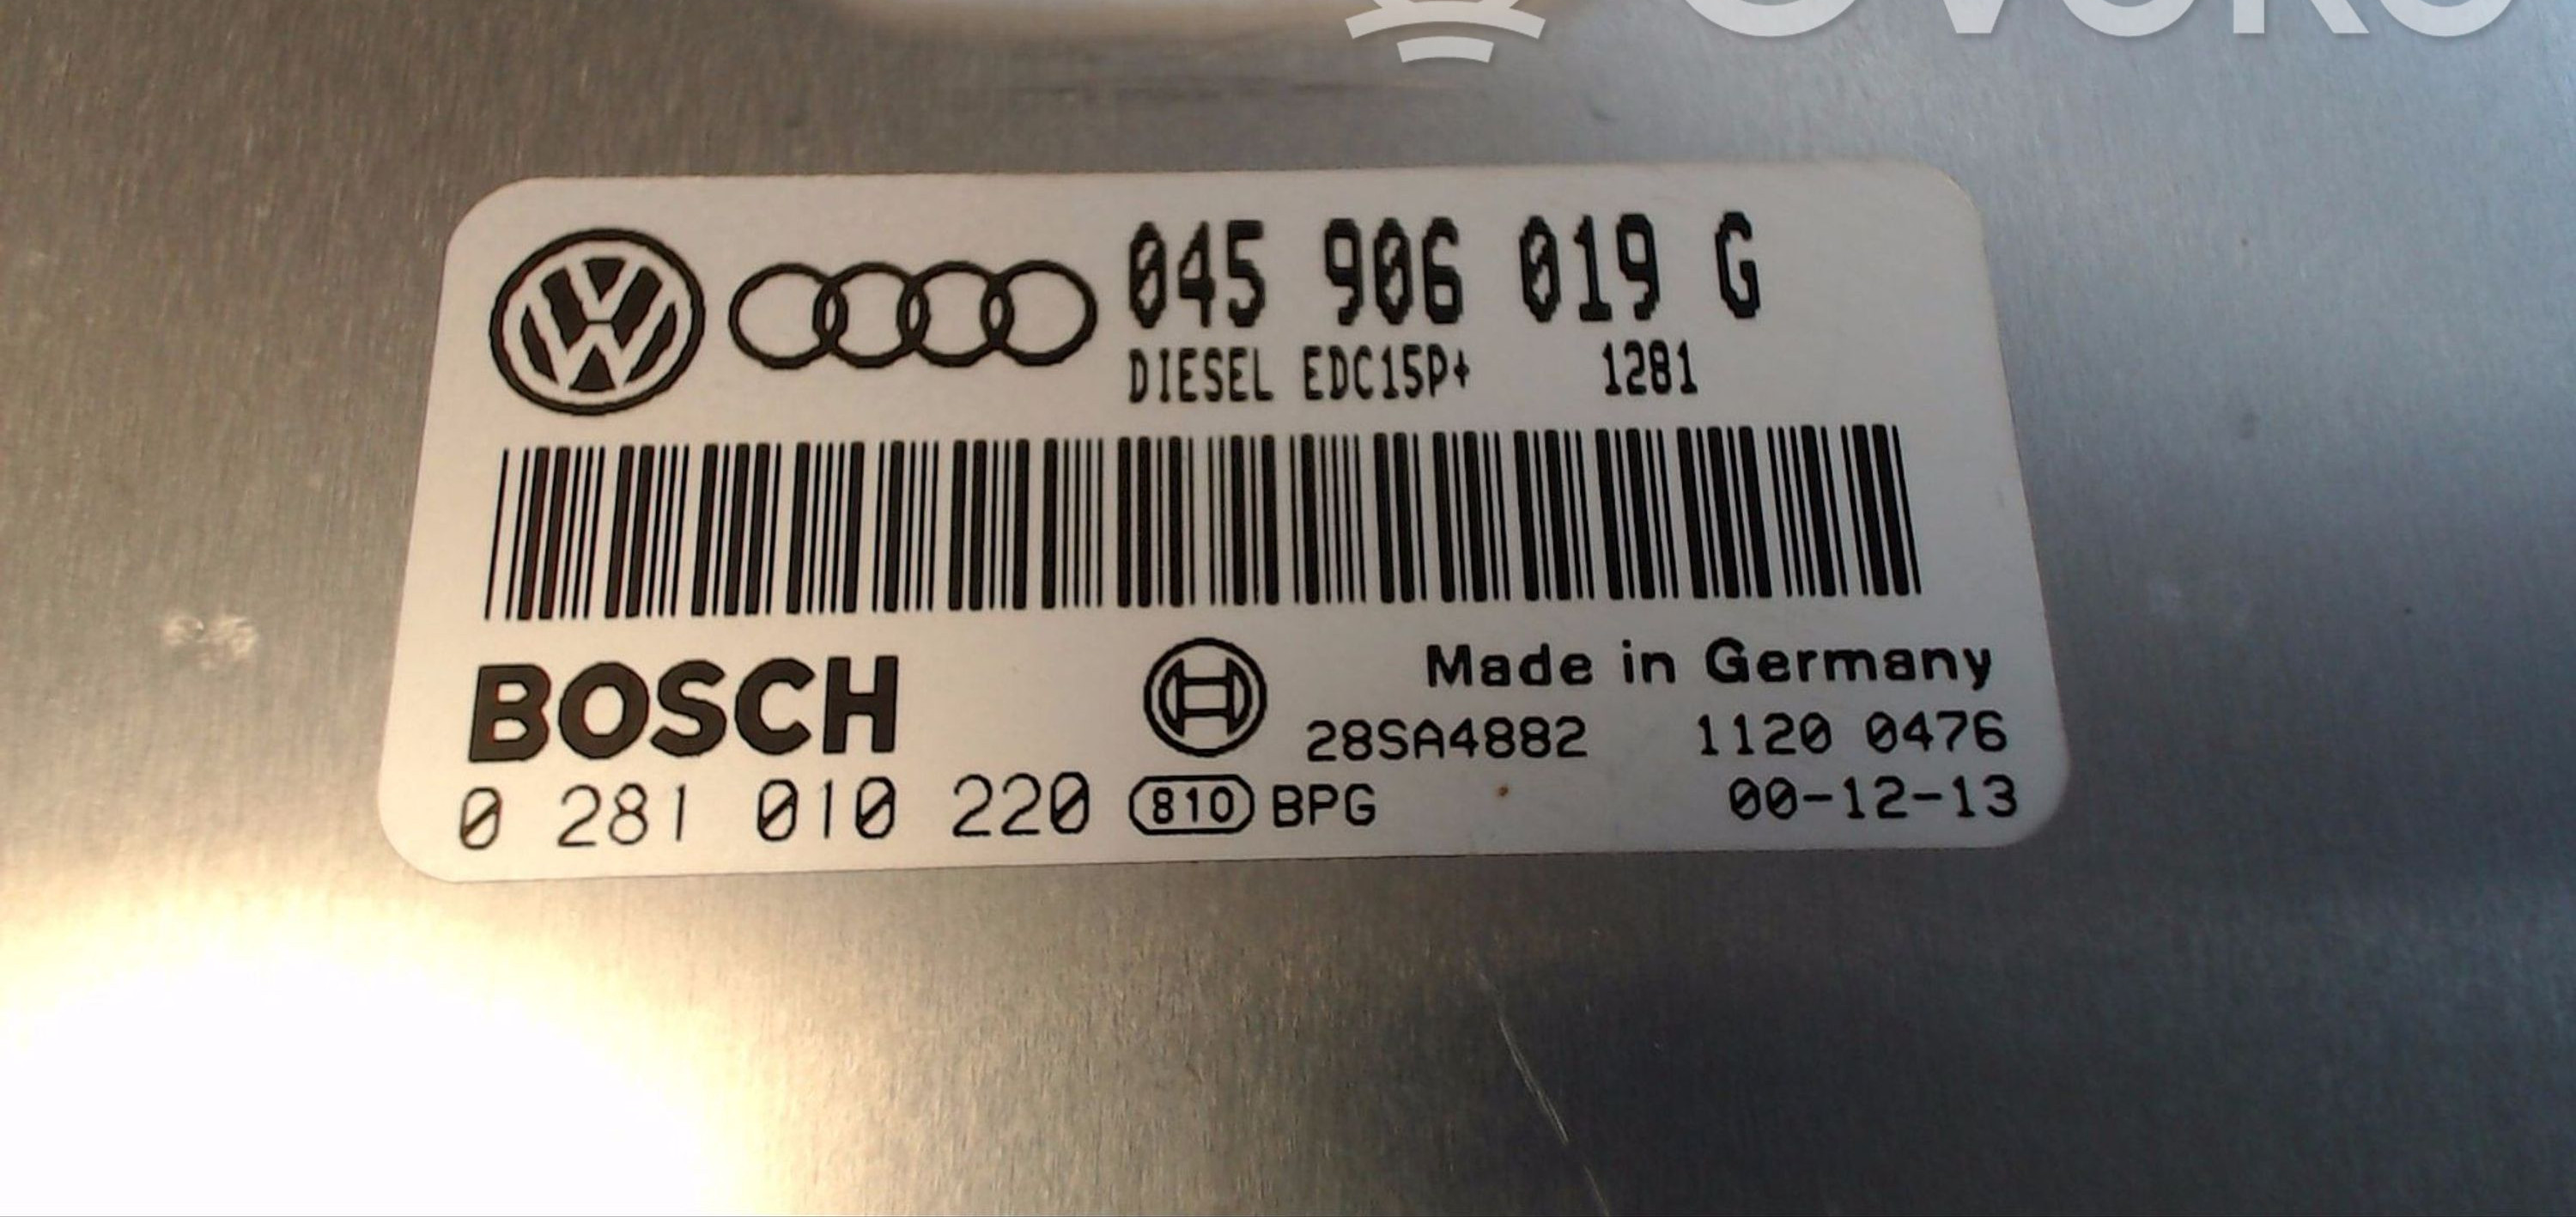 045 906 019 G
DIESEL EDC15P+ 1281
BOSCH
Made in Germany
28SA4882 1120 0476
0 281 010 220 810 BPG 00-12-13